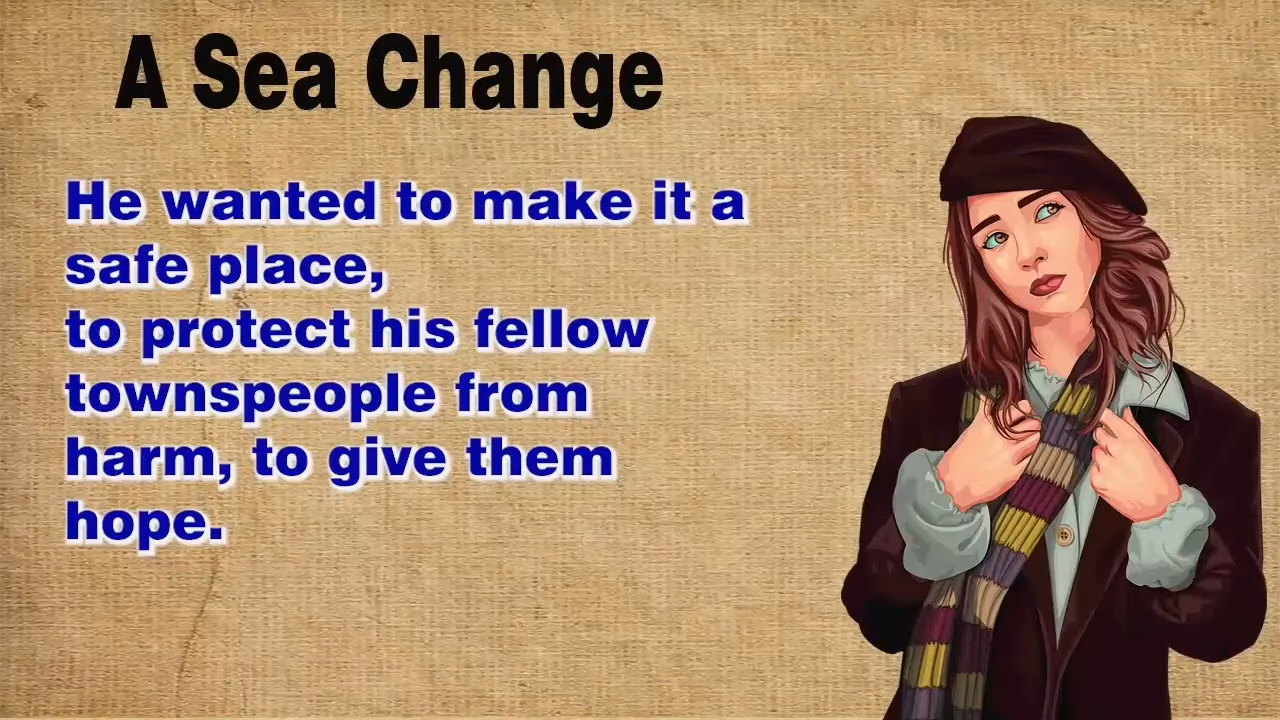 A Sea Change
He wanted to make it a
safe place,
to protect his fellow
townspeople from
harm, to give them
hope.